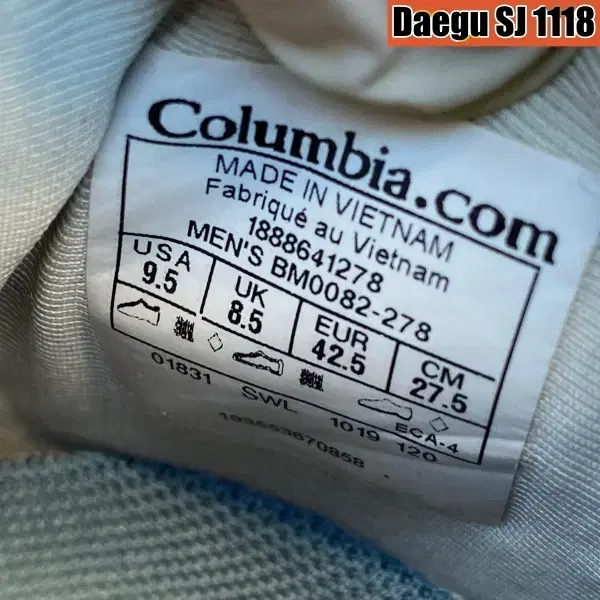 Daegu SJ 1118
Columbia.com
MADE IN VIETNAM
Fabriqué au Vietnam
1888641278
MEN'S BM0082-278
USA UK EUR CM
9.5 8.5 42.5 27.5
ECA-4
01831 SWL 1019 120
193553670858